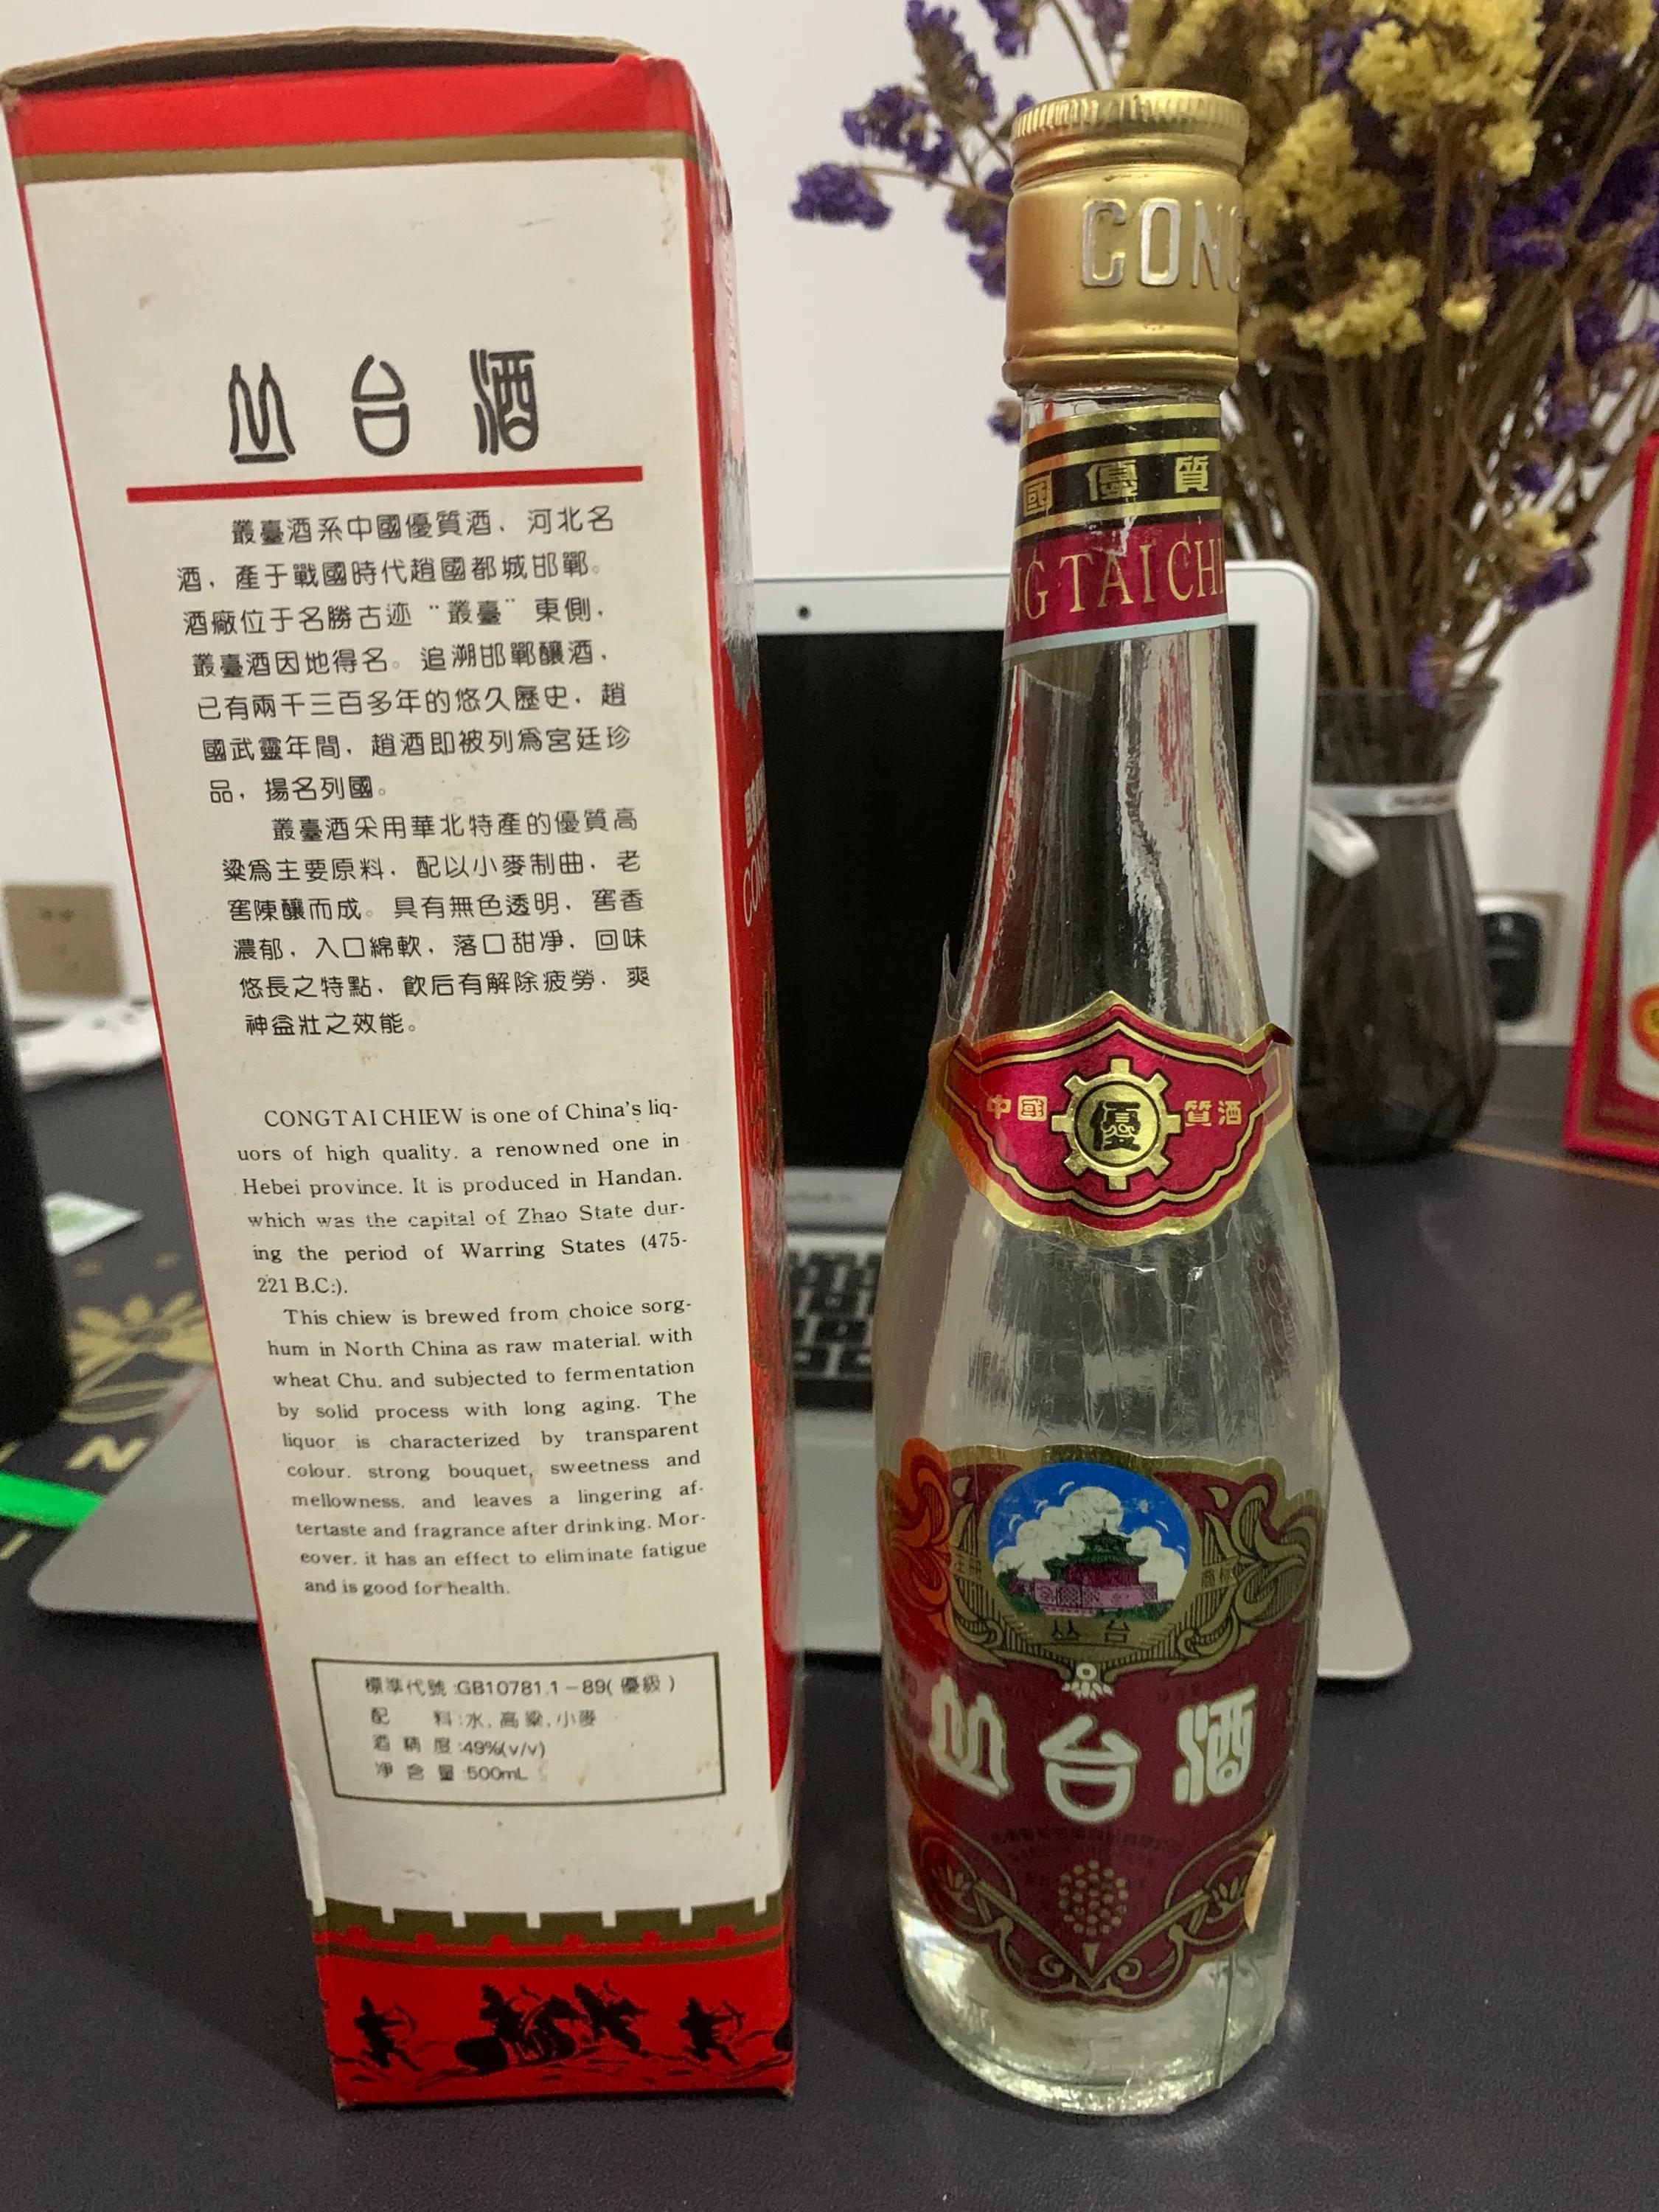 丛台酒
叢臺酒系中國優質酒、河北名
酒，產于戰國時代趙國都城邯鄲。
酒廠位于名勝古迹“叢臺”東側，
叢臺酒因地得名。追溯邯鄲釀酒，
已有兩千三百多年的悠久歷史，趙
國武靈年間，趙酒即被列爲宮廷珍
品，揚名列國。
叢臺酒采用華北特產的優質高
粱爲主要原料，配以小麥制曲，老
窖陳釀而成。具有無色透明，窖香
濃郁，入口綿軟，落口甜凈，回味
悠長之特點，飲后有解除疲勞，爽
神益壯之效能。
CONGTAI CHIEW is one of China's liq-
uors of high quality. a renowned one in
Hebei province. It is produced in Handan.
which was the capital of Zhao State dur-
ing the period of Warring States (475-
221 B.C.).
This chiew is brewed from choice sorg-
hum in North China as raw material. with
wheat Chu. and subjected to fermentation
by solid process with long aging. The
liquor is characterized by transparent
colour. strong bouquet, sweetness and
mellowness. and leaves a lingering af-
tertaste and fragrance after drinking. Mor-
eover. it has an effect to eliminate fatigue
and is good for health.
標準代號:GB10781.1-89(優級)
配料:水,高粱,小麥
酒精度:49%(v/v)
净含量:500mL
CONG
國優質
NG TAI CHI
中國 優 質酒
丛台
丛台酒